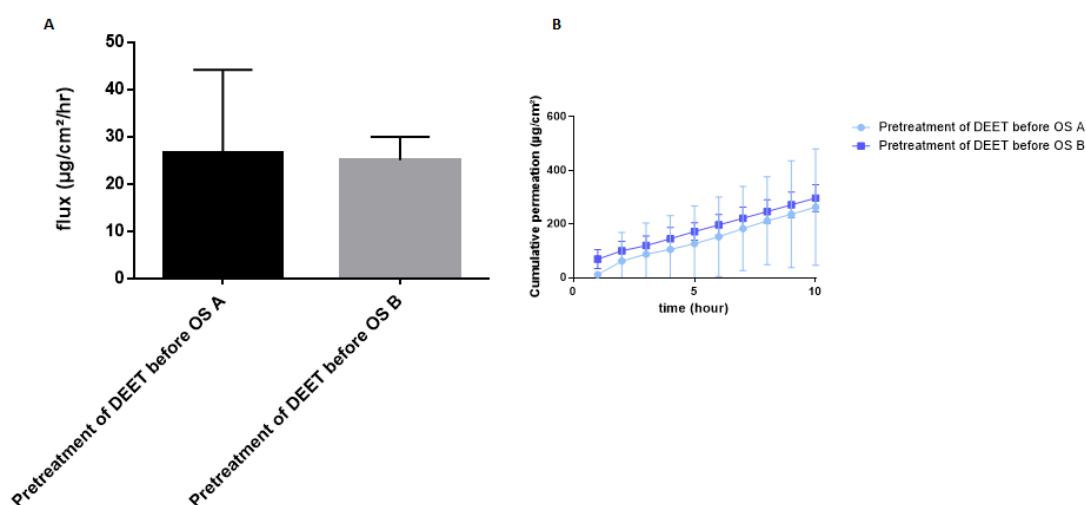 A
50
40
30
20
10
0
flux (µg/cm²/hr)
Pretreatment of DEET before OS A
Pretreatment of DEET before OS B
B
600
400
200
0
Cumulative permeation (µg/cm²)
0
5
10
time (hour)
Pretreatment of DEET before OS A
Pretreatment of DEET before OS B